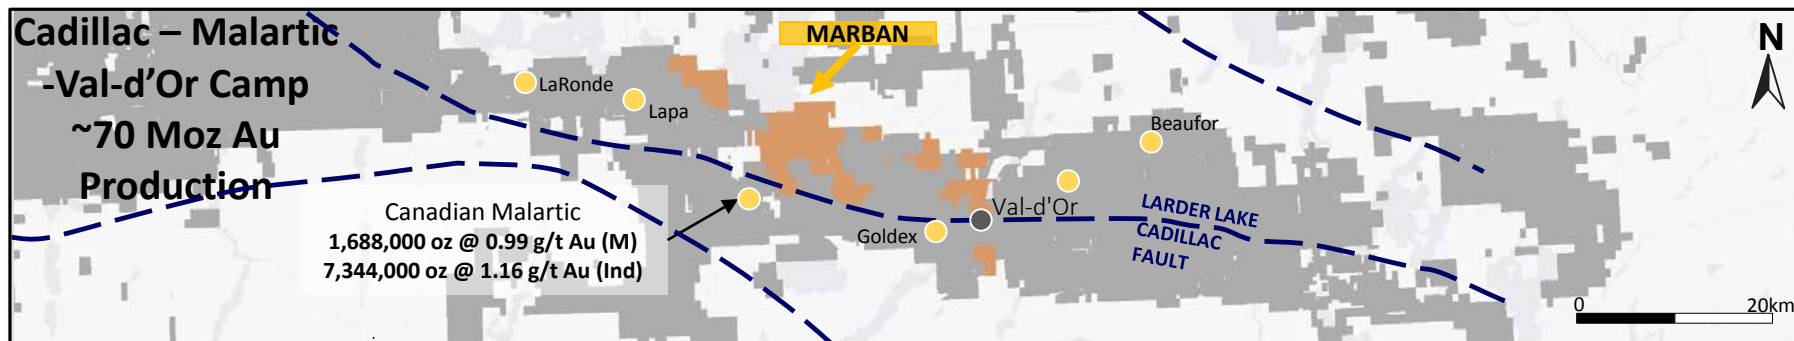 Cadillac – Malartic
-Val-d'Or Camp
~70 Moz Au
Production
MARBAN
N
LaRonde
Lapa
Beaufor
Canadian Malartic
1,688,000 oz @ 0.99 g/t Au (M)
7,344,000 oz @ 1.16 g/t Au (Ind)
Goldex
Val-d'Or
LARDER LAKE
CADILLAC
FAULT
0 20km